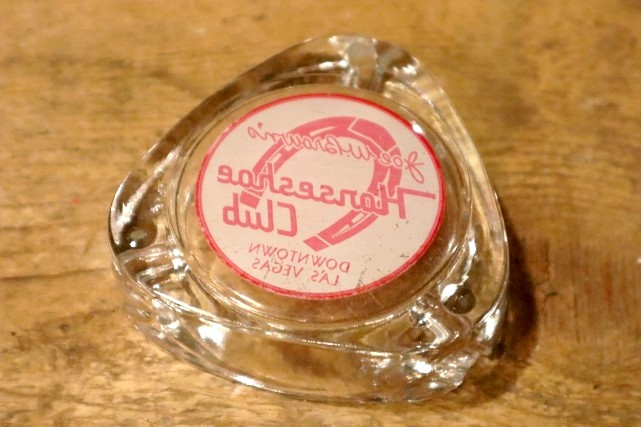 Joe W. Brown's
Horseshoe
Club
DOWNTOWN
LAS VEGAS